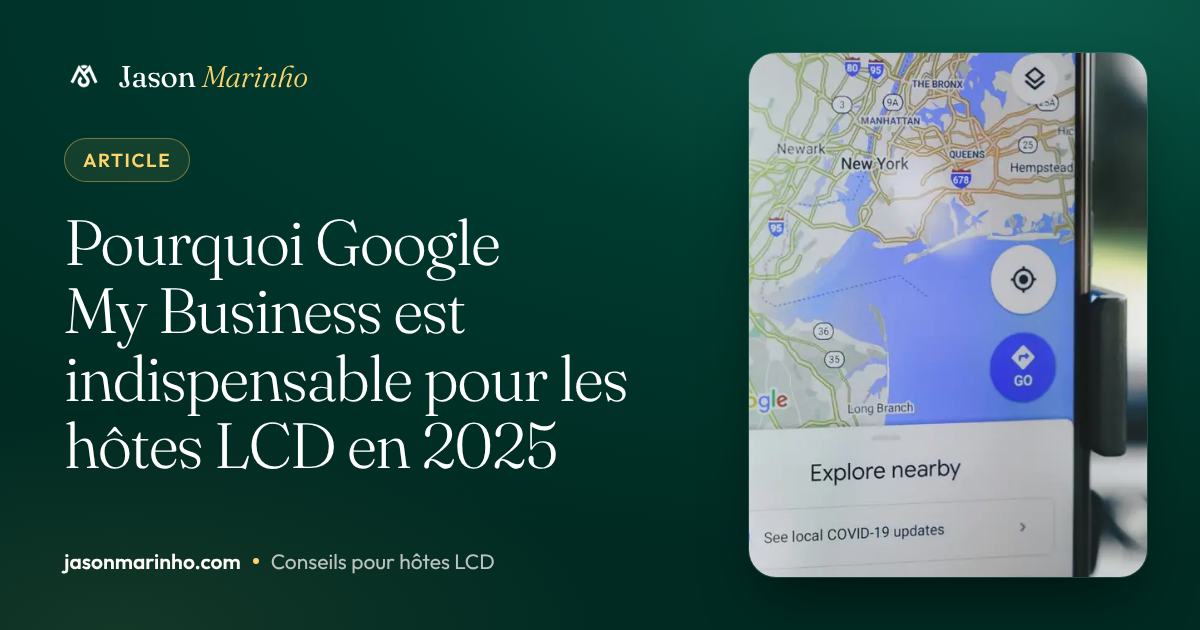 Jason Marinho
ARTICLE
Pourquoi Google
My Business est
indispensable pour les
hôtes LCD en 2025
jasonmarinho.com • Conseils pour hôtes LCD
80
95
THE BRONX
3
9A
MANHATTAN
25A
Hic
Newark
New York
QUEENS
25
Hempstead
678
95
36
35
GO
gle
Long Branch
Explore nearby
See local COVID-19 updates